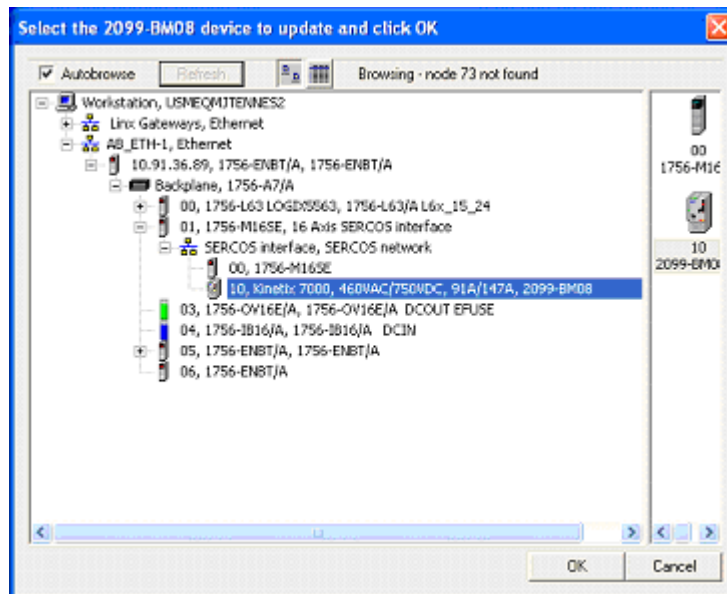 Select the 2099-BM08 device to update and click OK
Autobrowse
Refresh
Browsing - node 73 not found
Workstation, USMEQMJTENNES2
Linx Gateways, Ethernet
AB_ETH-1, Ethernet
10.91.36.89, 1756-ENBT/A, 1756-ENBT/A
Backplane, 1756-A7/A
00, 1756-L63 LOGIX5563, 1756-L63/A L6x_15_24
01, 1756-M16SE, 16 Axis SERCOS interface
SERCOS interface, SERCOS network
00, 1756-M16SE
10, Kinetix 7000, 460VAC/750VDC, 91A/147A, 2099-BM08
03, 1756-OV16E/A, 1756-OV16E/A DCOUT EFUSE
04, 1756-IB16/A, 1756-IB16/A DCIN
05, 1756-ENBT/A, 1756-ENBT/A
06, 1756-ENBT/A
00
1756-M16
10
2099-BM0
OK
Cancel